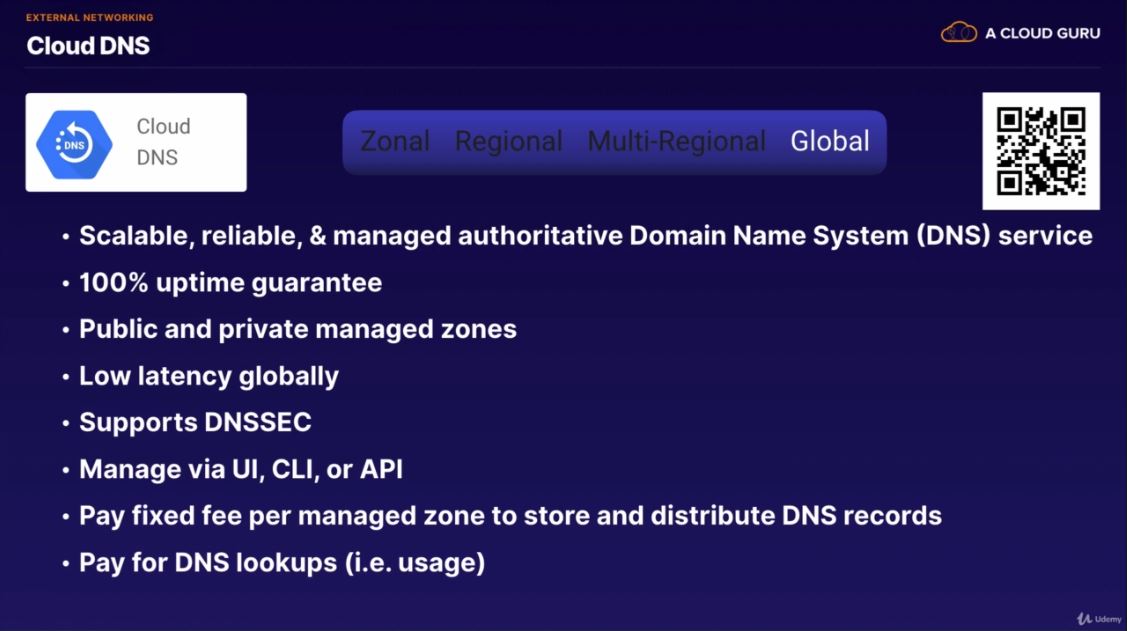 EXTERNAL NETWORKING
Cloud DNS
A CLOUD GURU
DNS
Cloud
DNS
Zonal Regional Multi-Regional Global
• Scalable, reliable, & managed authoritative Domain Name System (DNS) service
• 100% uptime guarantee
• Public and private managed zones
• Low latency globally
• Supports DNSSEC
• Manage via UI, CLI, or API
• Pay fixed fee per managed zone to store and distribute DNS records
• Pay for DNS lookups (i.e. usage)
Udemy